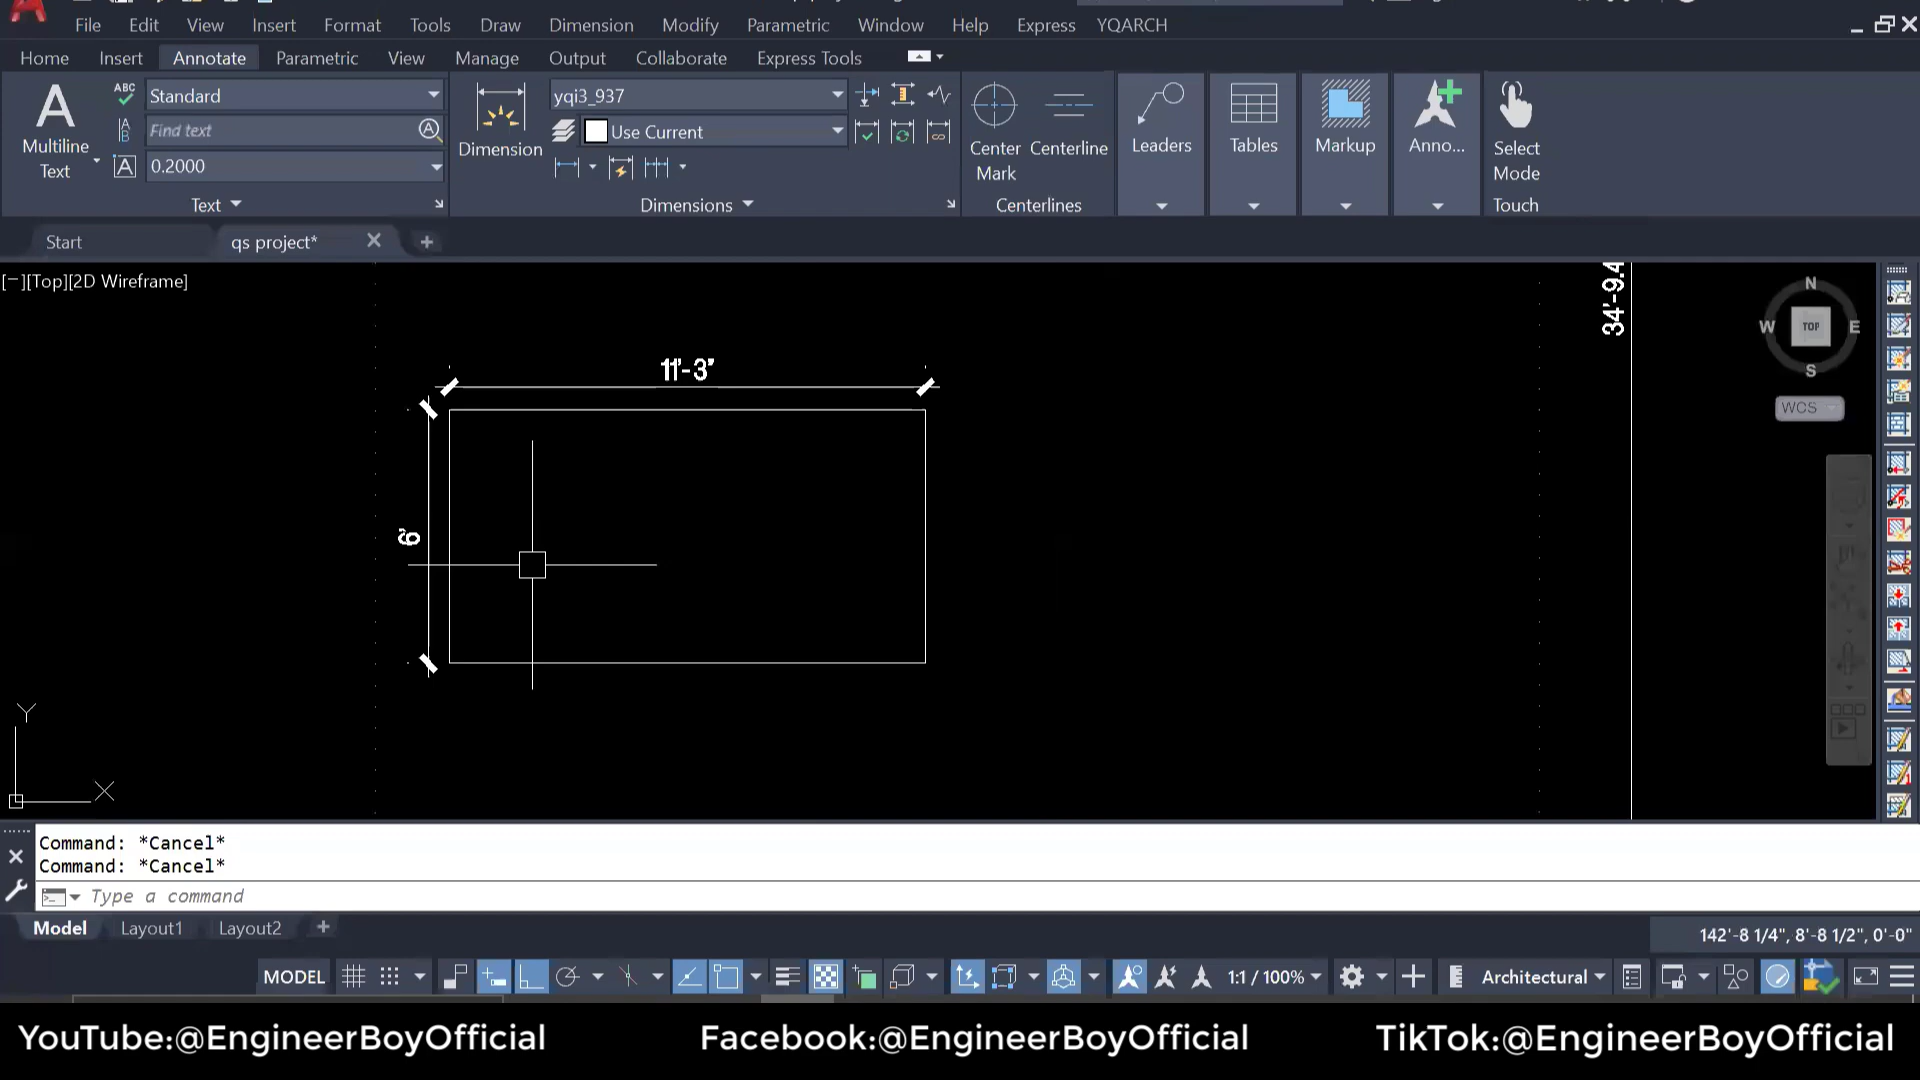 File Edit View Insert Format Tools Draw Dimension Modify Parametric Window Help Express YQARCH
Home Insert Annotate Parametric View Manage Output Collaborate Express Tools
A
Multiline
Text
ABC
Standard
Find text
0.2000
Text
Dimension
yqi3_937
Use Current
Dimensions
Center
Mark
Centerline
Centerlines
Leaders
Tables
Markup
Anno...
Select
Mode
Touch
Start qs project*
[−][Top][2D Wireframe]
34'-9.4
N
W TOP E
S
WCS
11'-3"
6'
Y
X
Command: *Cancel*
Command: *Cancel*
Type a command
Model Layout1 Layout2
142'-8 1/4", 8'-8 1/2", 0'-0"
MODEL 1:1 / 100% Architectural
YouTube:@EngineerBoyOfficial Facebook:@EngineerBoyOfficial TikTok:@EngineerBoyOfficial